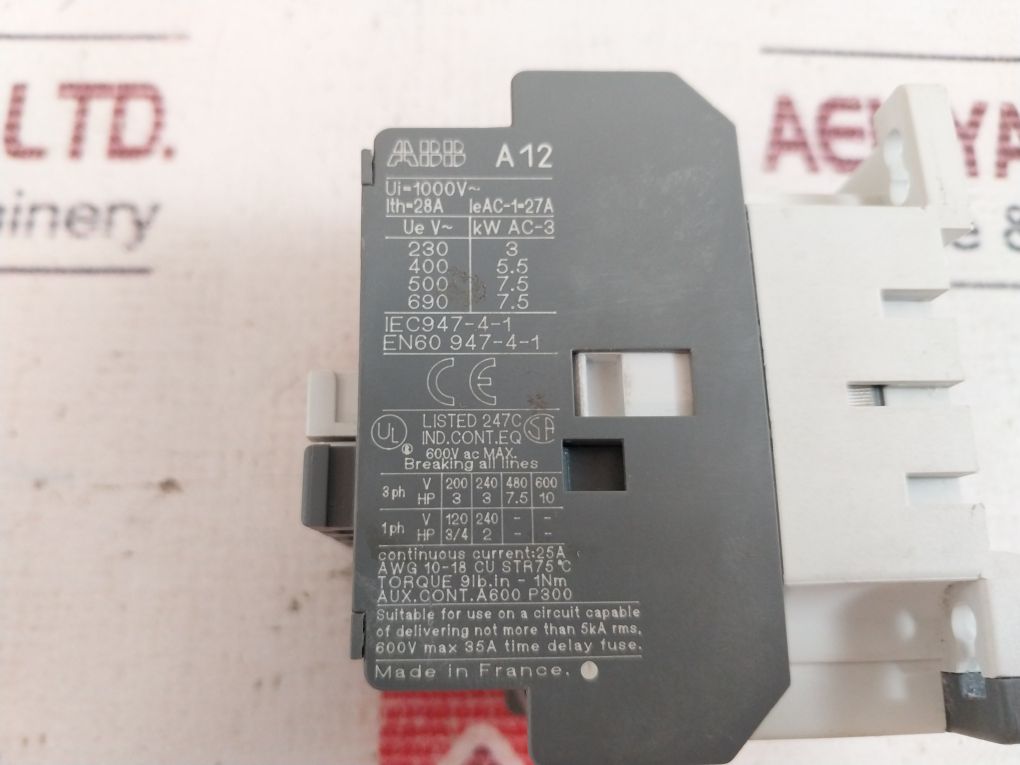 LTD.
inery
ABB A12
Ui=1000V~
Ith=28A IeAC-1=27A
Ue V~ kW AC-3
230 3
400 5.5
500 7.5
690 7.5
IEC947-4-1
EN60 947-4-1
CE
UL ® LISTED 247C SA
IND.CONT.EQ
600V ac MAX.
Breaking all lines
3ph V 200 240 480 600
HP 3 3 7.5 10
1ph V 120 240 - -
HP 3/4 2 - -
continuous current:25A
AWG 10-18 CU STR75°C
TORQUE 9lb.in - 1Nm
AUX.CONT.A600 P300
Suitable for use on a circuit capable
of delivering not more than 5kA rms,
600V max 35A time delay fuse.
Made in France.